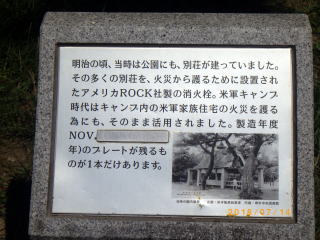 明治の頃、当時は公園にも、別荘が建っていました。
その多くの別荘を、火災から護るために設置され
たアメリカROCK社製の消火栓。米軍キャンプ
時代はキャンプ内の米軍家族住宅の火災を護る
為にも、そのまま活用されました。製造年度
NOV.
年)のプレートが残るも
のが1本だけあります。
2018/07/14